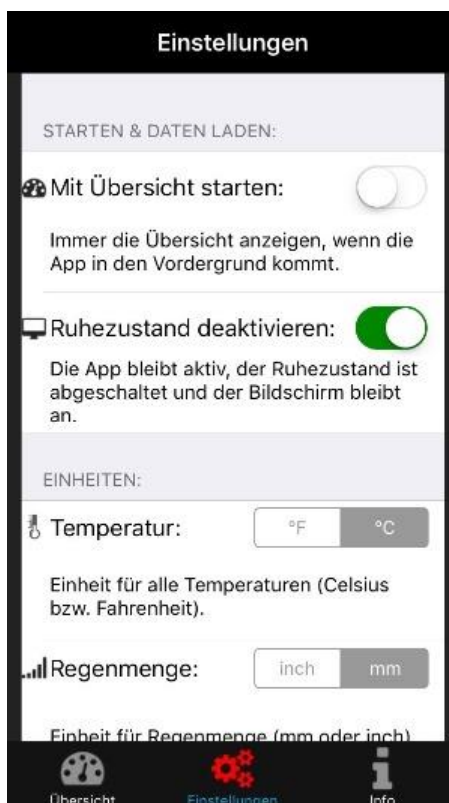 Einstellungen
STARTEN & DATEN LADEN:
Mit Übersicht starten:
Immer die Übersicht anzeigen, wenn die
App in den Vordergrund kommt.
Ruhezustand deaktivieren:
Die App bleibt aktiv, der Ruhezustand ist
abgeschaltet und der Bildschirm bleibt
an.
EINHEITEN:
Temperatur: °F °C
Einheit für alle Temperaturen (Celsius
bzw. Fahrenheit).
Regenmenge: inch mm
Einheit für Regenmenge (mm oder inch)
Übersicht Einstellungen Info